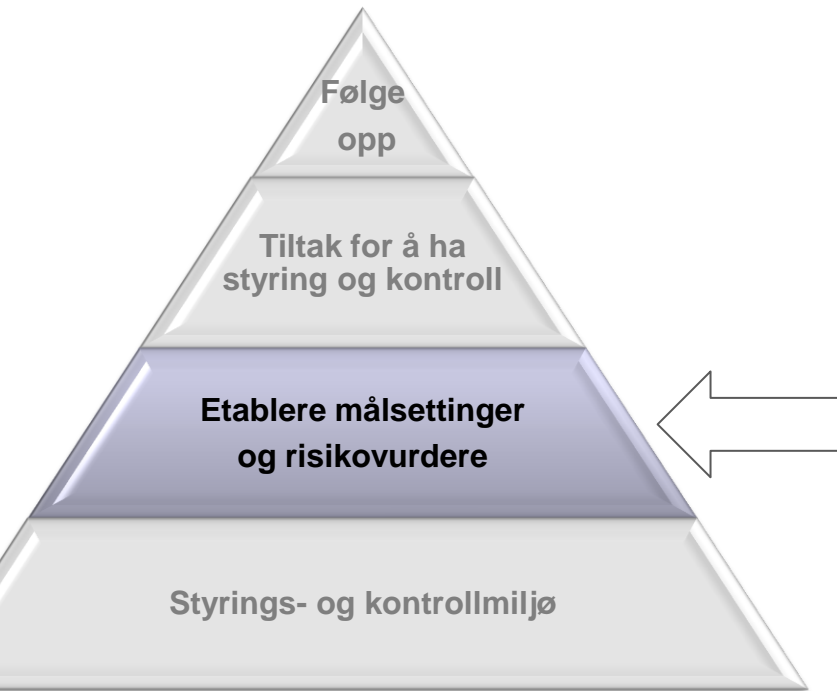 Følge
opp
Tiltak for å ha
styring og kontroll
Etablere målsettinger
og risikovurdere
Styrings- og kontrollmiljø